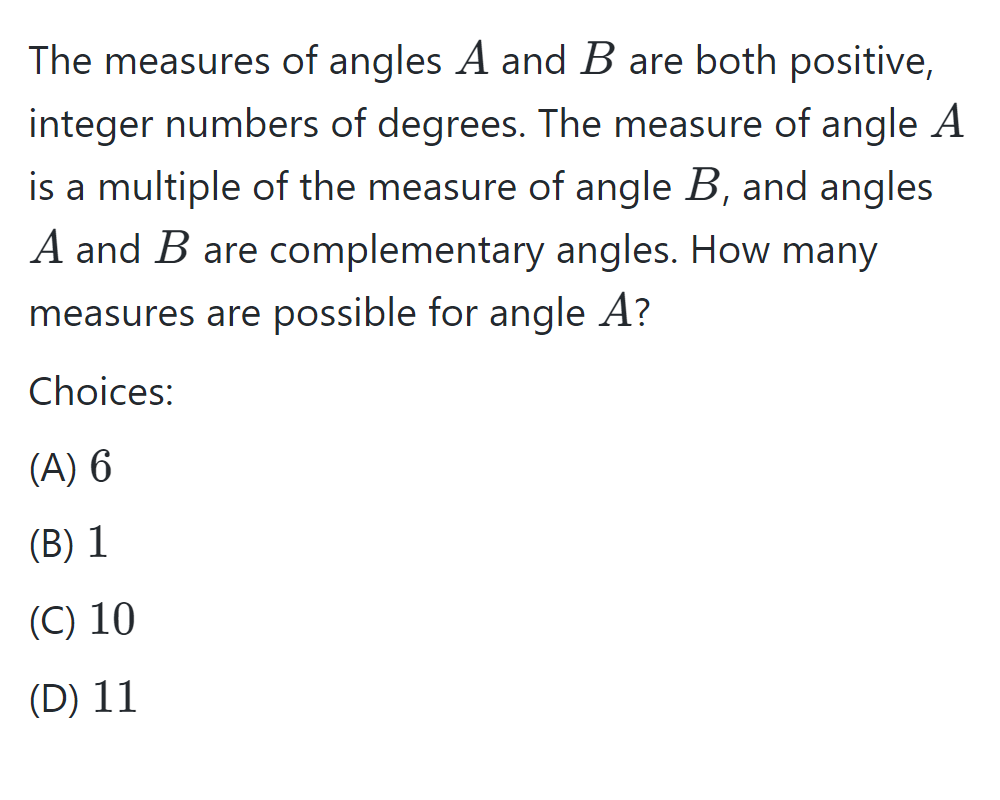 The measures of angles A and B are both positive,
integer numbers of degrees. The measure of angle A
is a multiple of the measure of angle B, and angles
A and B are complementary angles. How many
measures are possible for angle A?
Choices:
(A) 6
(B) 1
(C) 10
(D) 11